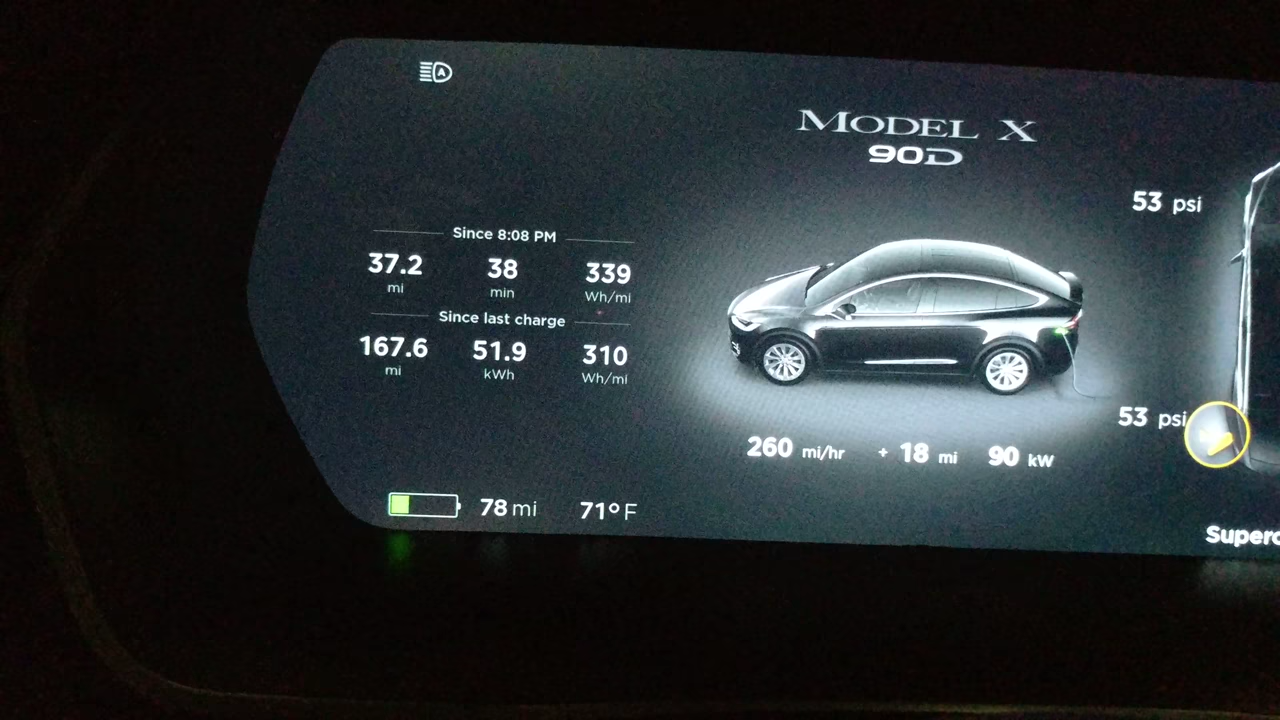 MODEL X
90D
Since 8:08 PM
37.2 38 339
mi min Wh/mi
Since last charge
167.6 51.9 310
mi kWh Wh/mi
53 psi
53 psi
260 mi/hr + 18 mi 90 kW
78 mi 71°F